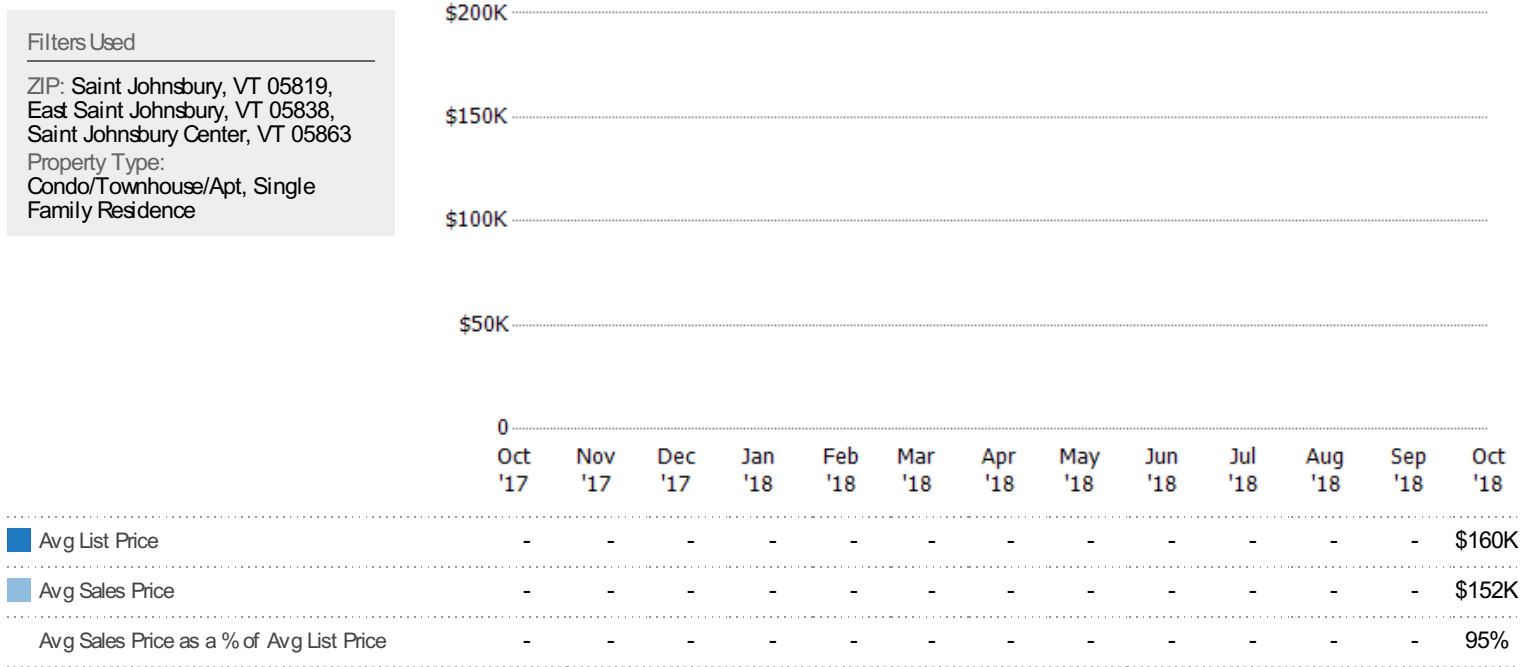 Filters Used
ZIP: Saint Johnsbury, VT 05819,
East Saint Johnsbury, VT 05838,
Saint Johnsbury Center, VT 05863
Property Type:
Condo/Townhouse/Apt, Single
Family Residence
$200K
$150K
$100K
$50K
0
Oct Nov Dec Jan Feb Mar Apr May Jun Jul Aug Sep Oct
'17 '17 '17 '18 '18 '18 '18 '18 '18 '18 '18 '18 '18
Avg List Price - - - - - - - - - - - - $160K
Avg Sales Price - - - - - - - - - - - - $152K
Avg Sales Price as a % of Avg List Price - - - - - - - - - - - - 95%